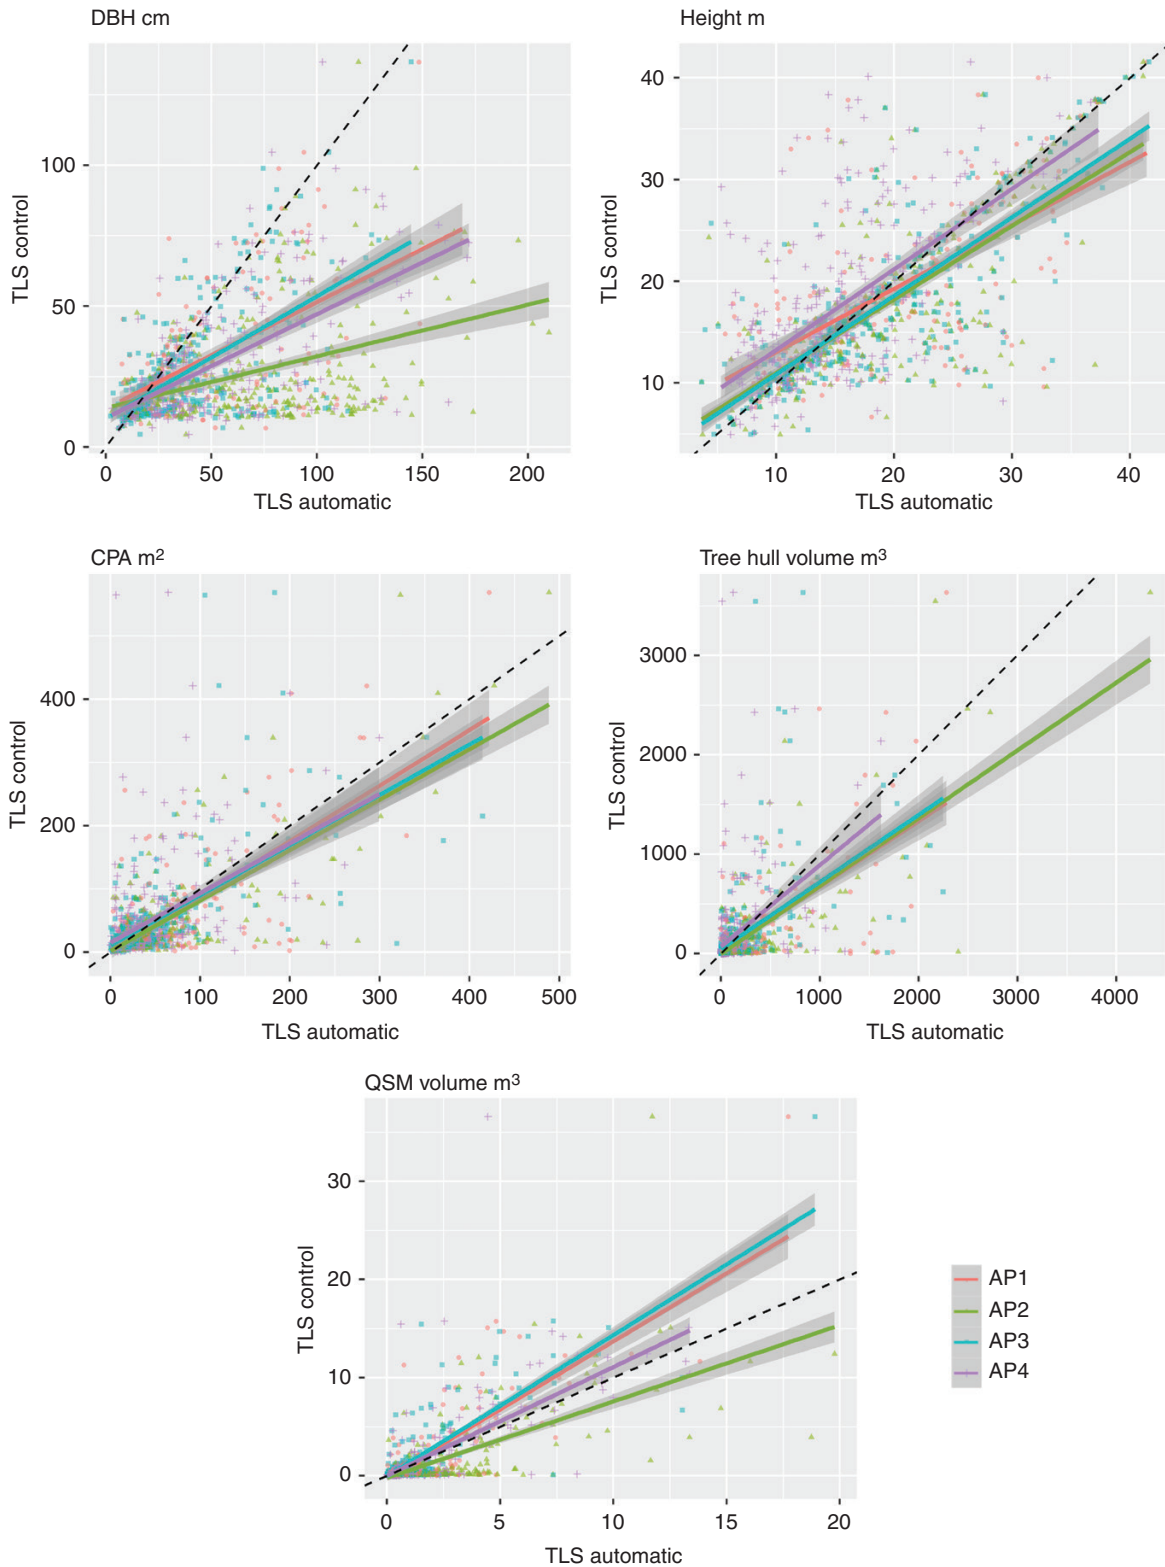 DBH cm
100
50
0
0
50
100
150
200
TLS control
TLS automatic
Height m
40
30
20
10
10
20
30
40
TLS control
TLS automatic
CPA m²
400
200
0
0
100
200
300
400
500
TLS control
TLS automatic
Tree hull volume m³
3000
2000
1000
0
0
1000
2000
3000
4000
TLS control
TLS automatic
QSM volume m³
30
20
10
0
0
5
10
15
20
TLS control
TLS automatic
AP1
AP2
AP3
AP4